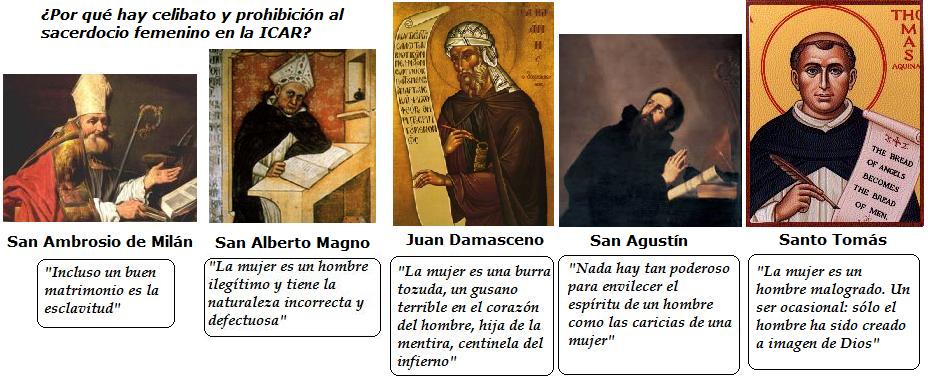 ¿Por qué hay celibato y prohibición al
sacerdocio femenino en la ICAR?
San Ambrosio de Milán
"Incluso un buen
matrimonio es la
esclavitud"
San Alberto Magno
"La mujer es un hombre
ilegítimo y tiene la
naturaleza incorrecta y
defectuosa"
Juan Damasceno
"La mujer es una burra
tozuda, un gusano
terrible en el corazón
del hombre, hija de la
mentira, centinela del
infierno"
San Agustín
"Nada hay tan poderoso
para envilecer el
espíritu de un hombre
como las caricias de una
mujer"
THO
MAS
AQUINA
THE BREAD
OF ANGELS
BECOMES
THE BREAD
OF MEN.
Santo Tomás
"La mujer es un
hombre malogrado. Un
ser ocasional: sólo el
hombre ha sido creado
a imagen de Dios"